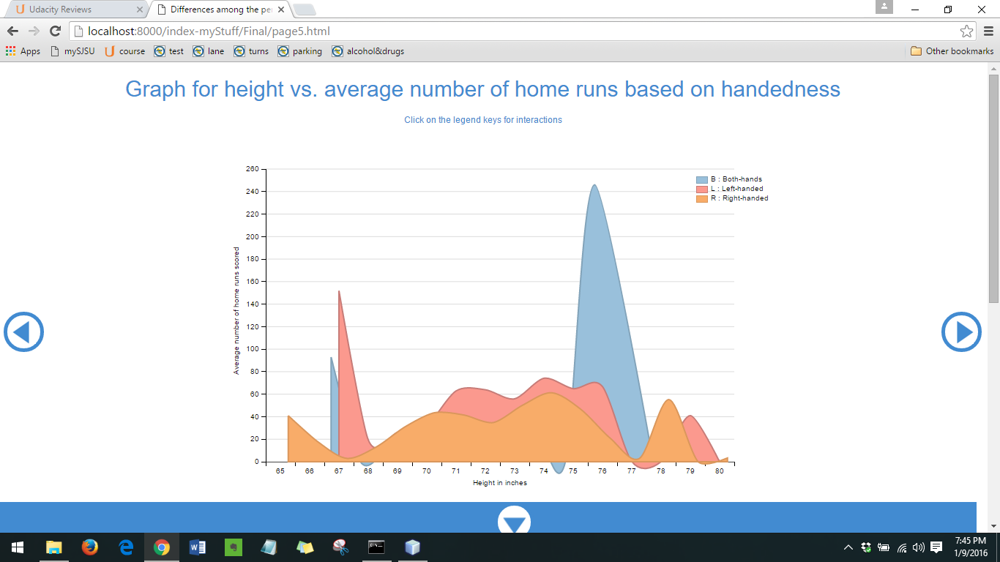 Udacity Reviews
Differences among the pe
localhost:8000/index-myStuff/Final/page5.html
Apps mySJSU course test lane turns parking alcohol&drugs Other bookmarks
Graph for height vs. average number of home runs based on handedness
Click on the legend keys for interactions
B : Both-hands
L : Left-handed
R : Right-handed
Average number of home runs scored
260
240
220
200
180
160
140
120
100
80
60
40
20
0
65 66 67 68 69 70 71 72 73 74 75 76 77 78 79 80
Height in inches
7:45 PM
1/9/2016